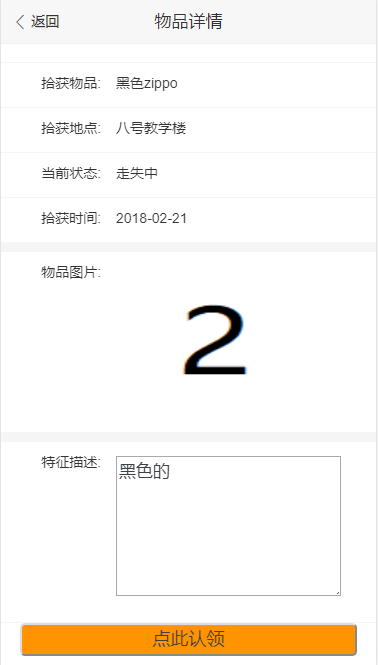 返回 物品详情
拾获物品: 黑色zippo
拾获地点: 八号教学楼
当前状态: 走失中
拾获时间: 2018-02-21
物品图片:
2
特征描述: 黑色的
点此认领